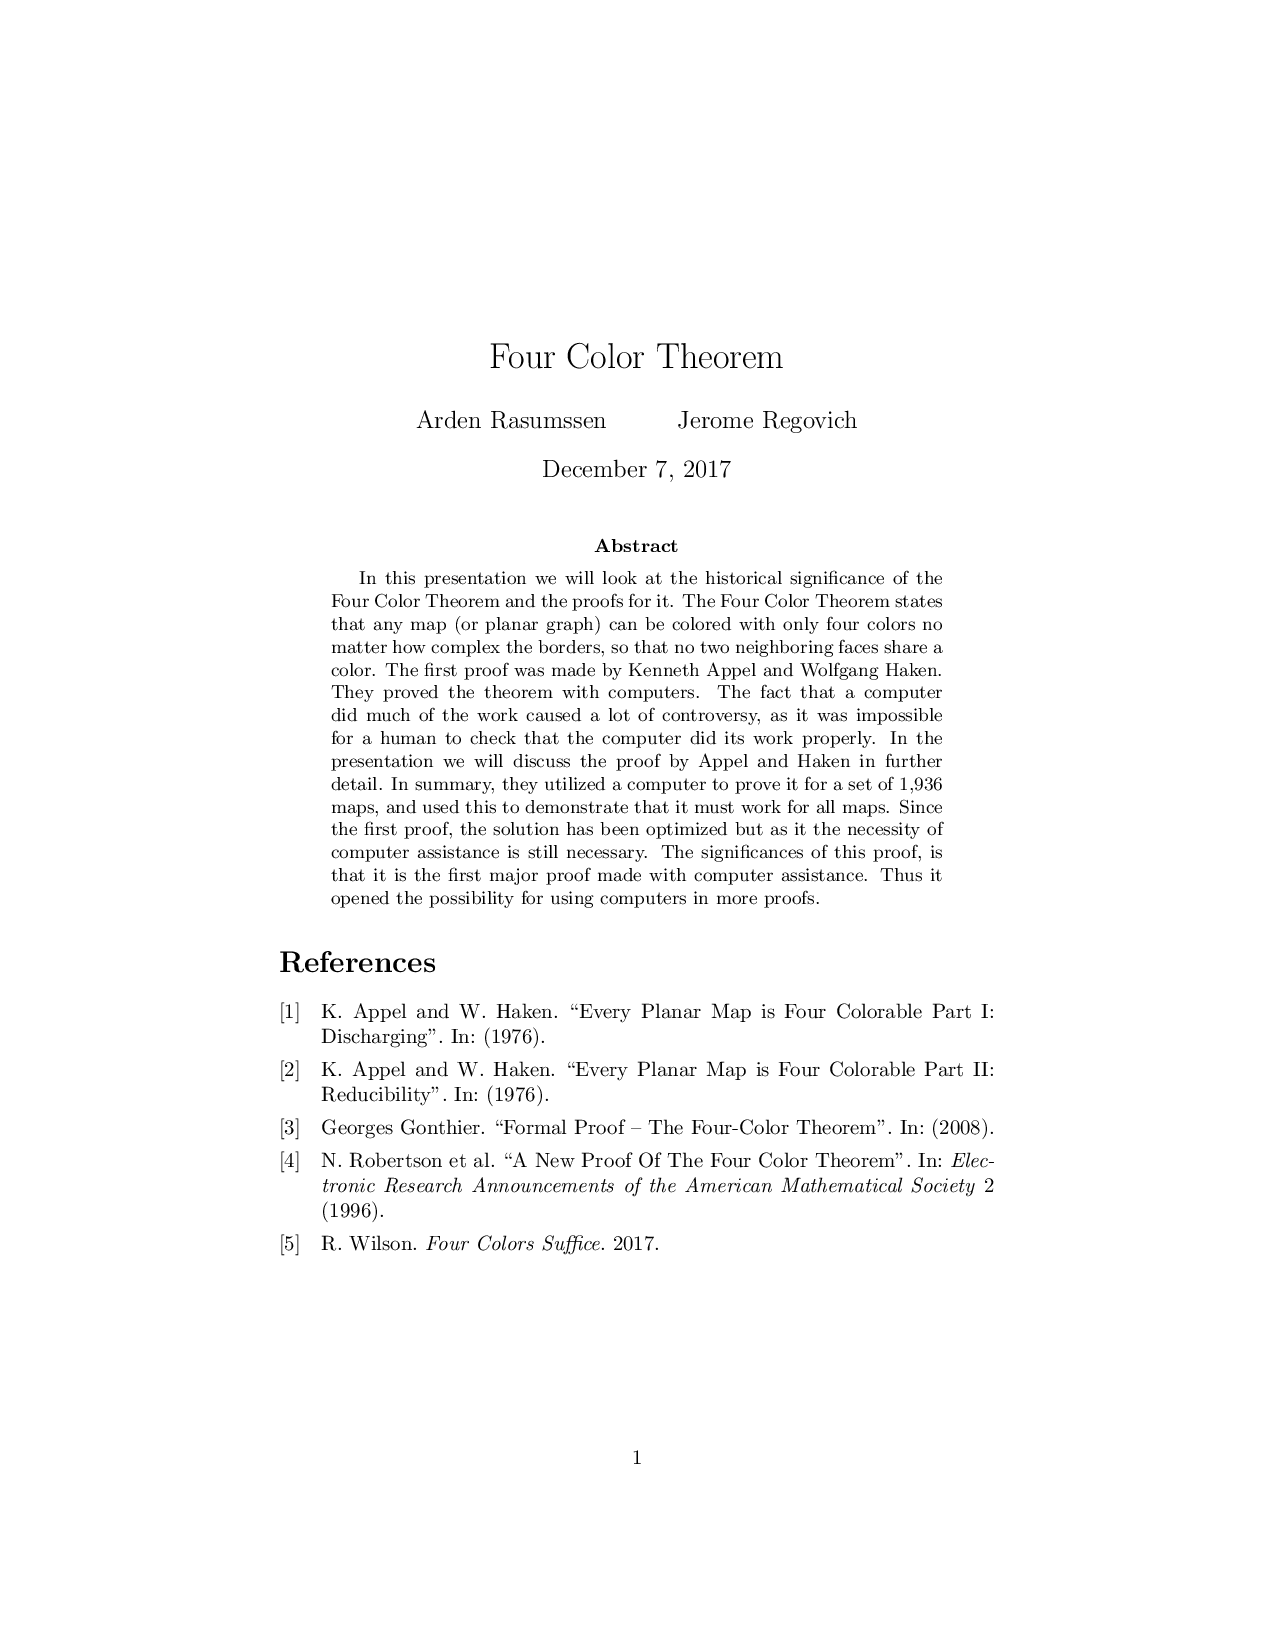 Four Color Theorem
Arden Rasumssen Jerome Regovich
December 7, 2017
Abstract
In this presentation we will look at the historical significance of the
Four Color Theorem and the proofs for it. The Four Color Theorem states
that any map (or planar graph) can be colored with only four colors no
matter how complex the borders, so that no two neighboring faces share a
color. The first proof was made by Kenneth Appel and Wolfgang Haken.
They proved the theorem with computers. The fact that a computer
did much of the work caused a lot of controversy, as it was impossible
for a human to check that the computer did its work properly. In the
presentation we will discuss the proof by Appel and Haken in further
detail. In summary, they utilized a computer to prove it for a set of 1,936
maps, and used this to demonstrate that it must work for all maps. Since
the first proof, the solution has been optimized but as it the necessity of
computer assistance is still necessary. The significances of this proof, is
that it is the first major proof made with computer assistance. Thus it
opened the possibility for using computers in more proofs.
References
[1] K. Appel and W. Haken. “Every Planar Map is Four Colorable Part I:
Discharging”. In: (1976).
[2] K. Appel and W. Haken. “Every Planar Map is Four Colorable Part II:
Reducibility”. In: (1976).
[3] Georges Gonthier. “Formal Proof – The Four-Color Theorem”. In: (2008).
[4] N. Robertson et al. “A New Proof Of The Four Color Theorem”. In: Elec-
tronic Research Announcements of the American Mathematical Society 2
(1996).
[5] R. Wilson. Four Colors Suffice. 2017.
1